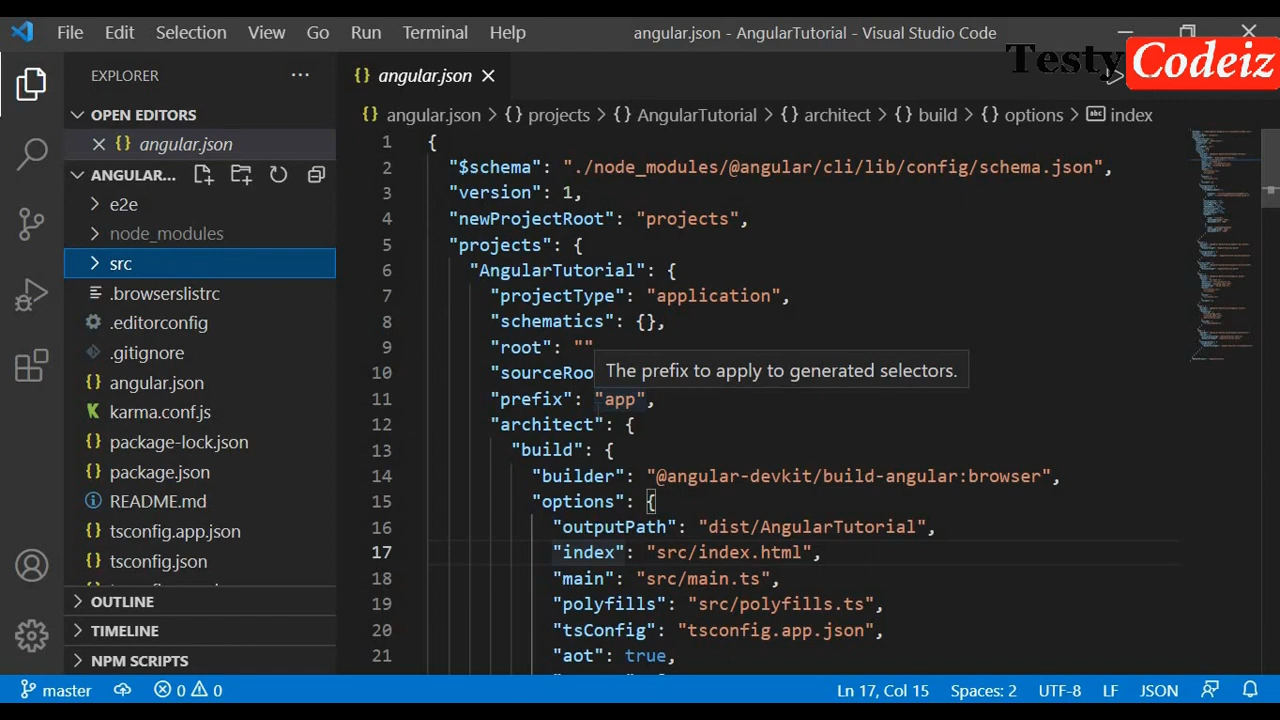 File Edit Selection View Go Run Terminal Help angular.json - AngularTutorial - Visual Studio Code
Testy Codeiz
EXPLORER
OPEN EDITORS
angular.json
ANGULAR...
e2e
node_modules
src
.browserslistrc
.editorconfig
.gitignore
angular.json
karma.conf.js
package-lock.json
package.json
README.md
tsconfig.app.json
tsconfig.json
OUTLINE
TIMELINE
NPM SCRIPTS
{} angular.json
{} angular.json > {} projects > {} AngularTutorial > {} architect > {} build > {} options > abc index
1 {
2 "$schema": "./node_modules/@angular/cli/lib/config/schema.json",
3 "version": 1,
4 "newProjectRoot": "projects",
5 "projects": {
6 "AngularTutorial": {
7 "projectType": "application",
8 "schematics": {},
9 "root": ""
10 "sourceRoo
The prefix to apply to generated selectors.
11 "prefix": "app",
12 "architect": {
13 "build": {
14 "builder": "@angular-devkit/build-angular:browser",
15 "options": {
16 "outputPath": "dist/AngularTutorial",
17 "index": "src/index.html",
18 "main": "src/main.ts",
19 "polyfills": "src/polyfills.ts",
20 "tsConfig": "tsconfig.app.json",
21 "aot": true,
master 0 0 Ln 17, Col 15 Spaces: 2 UTF-8 LF JSON